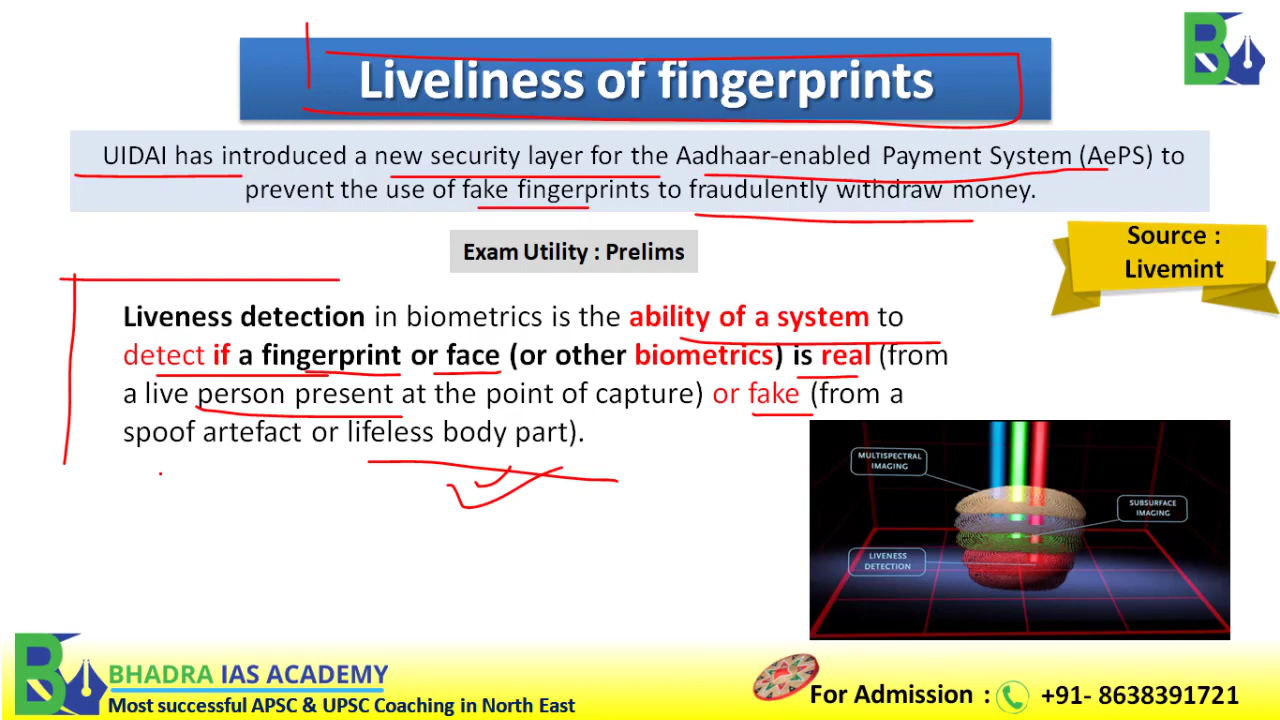 Liveliness of fingerprints
UIDAI has introduced a new security layer for the Aadhaar-enabled Payment System (AePS) to
prevent the use of fake fingerprints to fraudulently withdraw money.
Exam Utility : Prelims
Source :
Livemint
Liveness detection in biometrics is the ability of a system to
detect if a fingerprint or face (or other biometrics) is real (from
a live person present at the point of capture) or fake (from a
spoof artefact or lifeless body part).
MULTISPECTRAL
IMAGING
SUBSURFACE
IMAGING
LIVENESS
DETECTION
BHADRA IAS ACADEMY
Most successful APSC & UPSC Coaching in North East
For Admission : +91- 8638391721